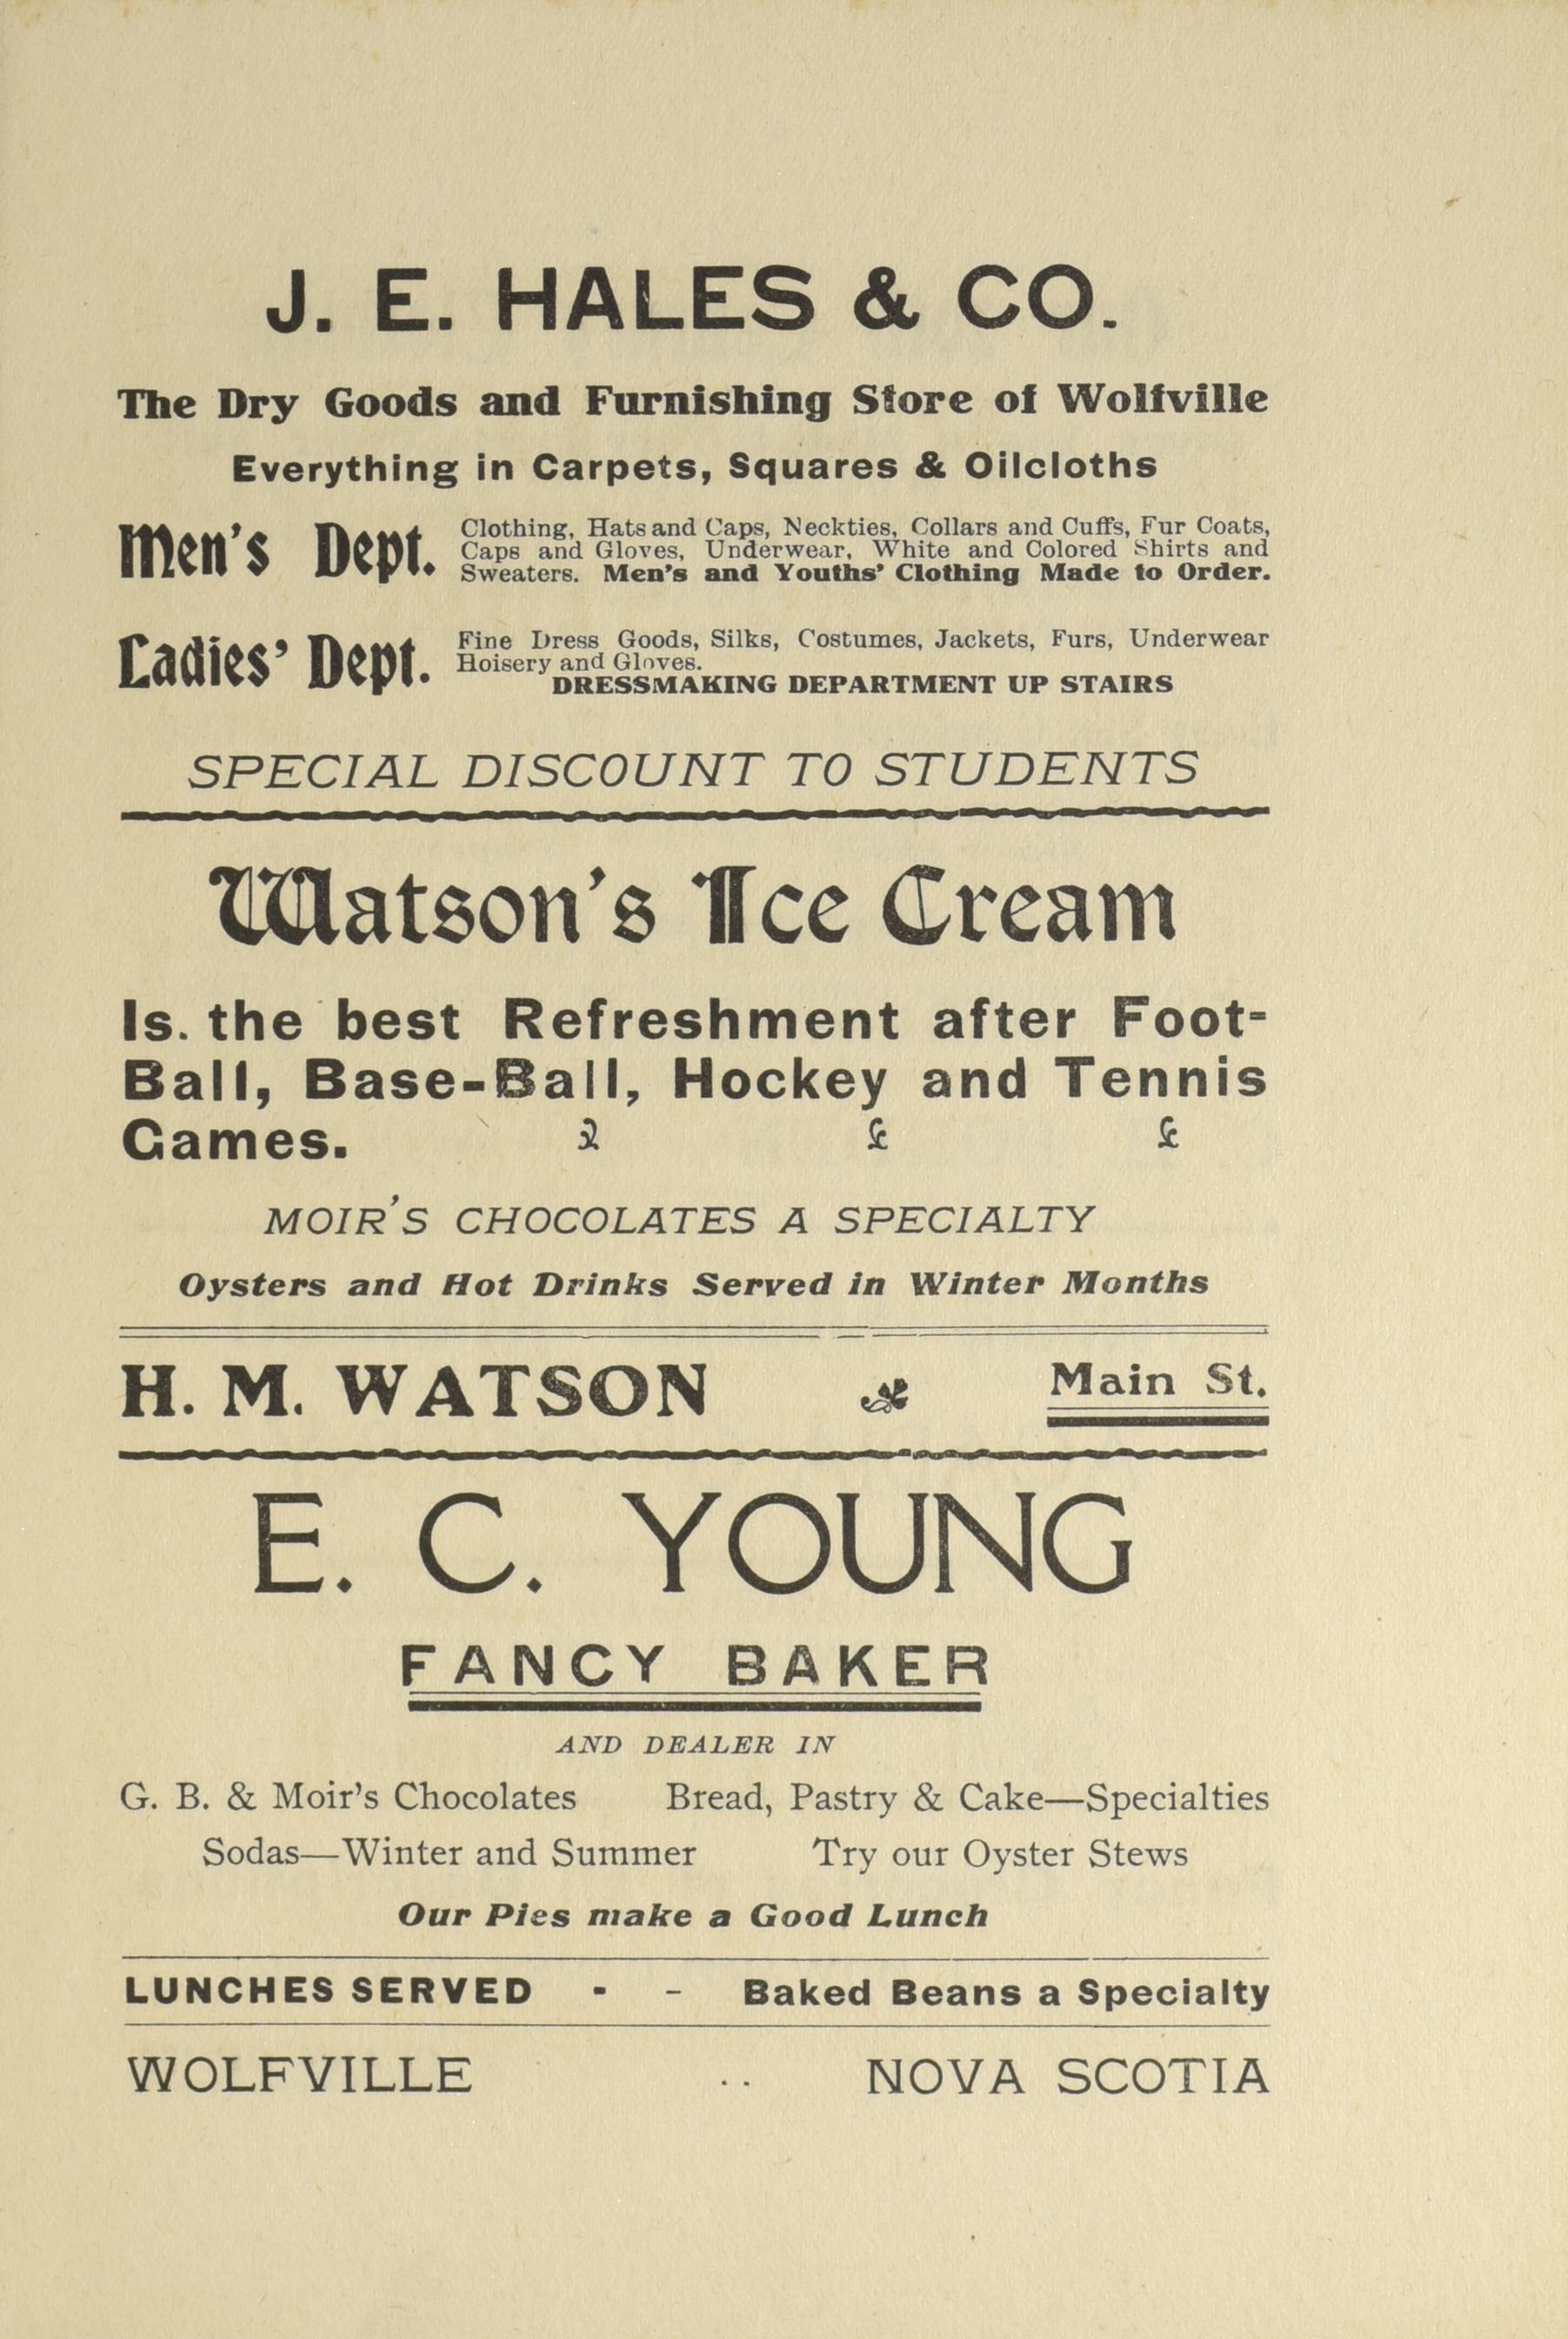 J. E. HALES & CO.
The Dry Goods and Furnishing Store of Wolfville
Everything in Carpets, Squares & Oilcloths
Men's Dept. Clothing, Hats and Caps, Neckties, Collars and Cuffs, Fur Coats,
Caps and Gloves, Underwear, White and Colored Shirts and
Sweaters. Men's and Youths' Clothing Made to Order.
Ladies' Dept. Fine Dress Goods, Silks, Costumes, Jackets, Furs, Underwear
Hoisery and Gloves.
DRESSMAKING DEPARTMENT UP STAIRS
SPECIAL DISCOUNT TO STUDENTS
Watson's Ice Cream
Is. the best Refreshment after Foot-
Ball, Base-Ball, Hockey and Tennis
Games.
MOIR'S CHOCOLATES A SPECIALTY
Oysters and Hot Drinks Served in Winter Months
H. M. WATSON Main St.
E. C. YOUNG
FANCY BAKER
AND DEALER IN
G. B. & Moir's Chocolates Bread, Pastry & Cake—Specialties
Sodas—Winter and Summer Try our Oyster Stews
Our Pies make a Good Lunch
LUNCHES SERVED - - Baked Beans a Specialty
WOLFVILLE .. NOVA SCOTIA